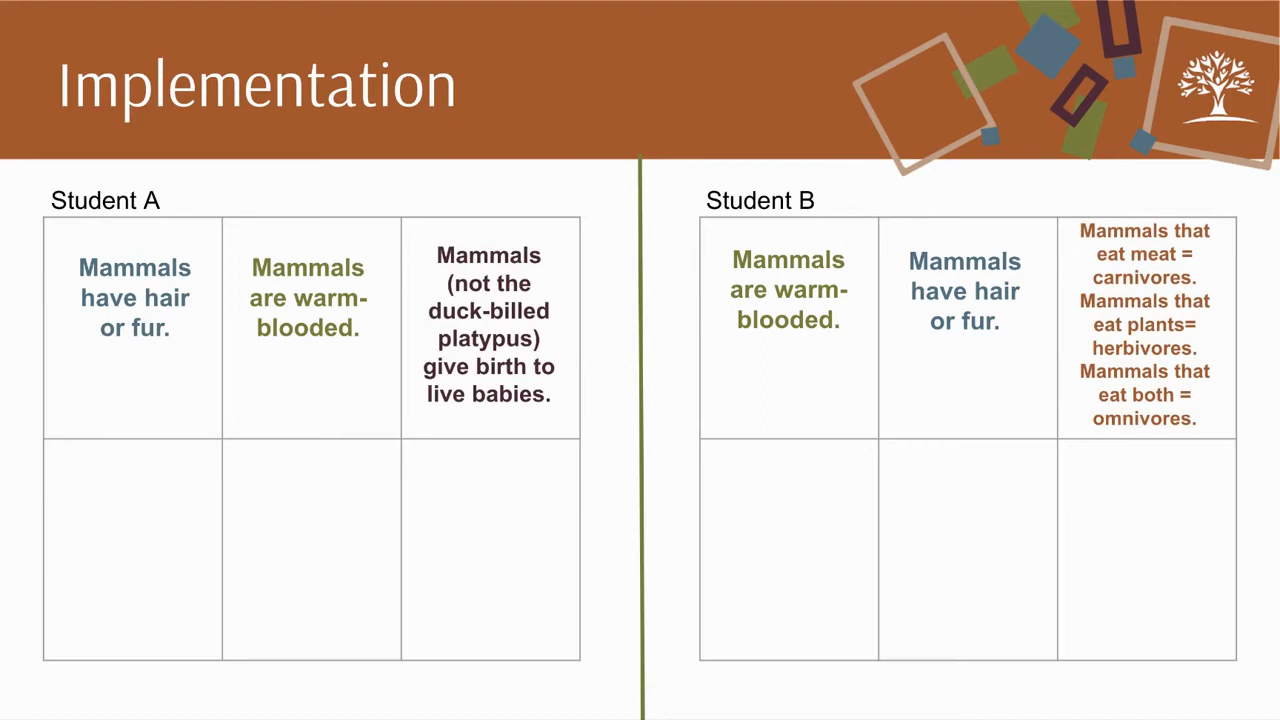 Implementation
Student A
Mammals
have hair
or fur.
Mammals
are warm-
blooded.
Mammals
(not the
duck-billed
platypus)
give birth to
live babies.
Student B
Mammals
are warm-
blooded.
Mammals
have hair
or fur.
Mammals that
eat meat =
carnivores.
Mammals that
eat plants=
herbivores.
Mammals that
eat both =
omnivores.